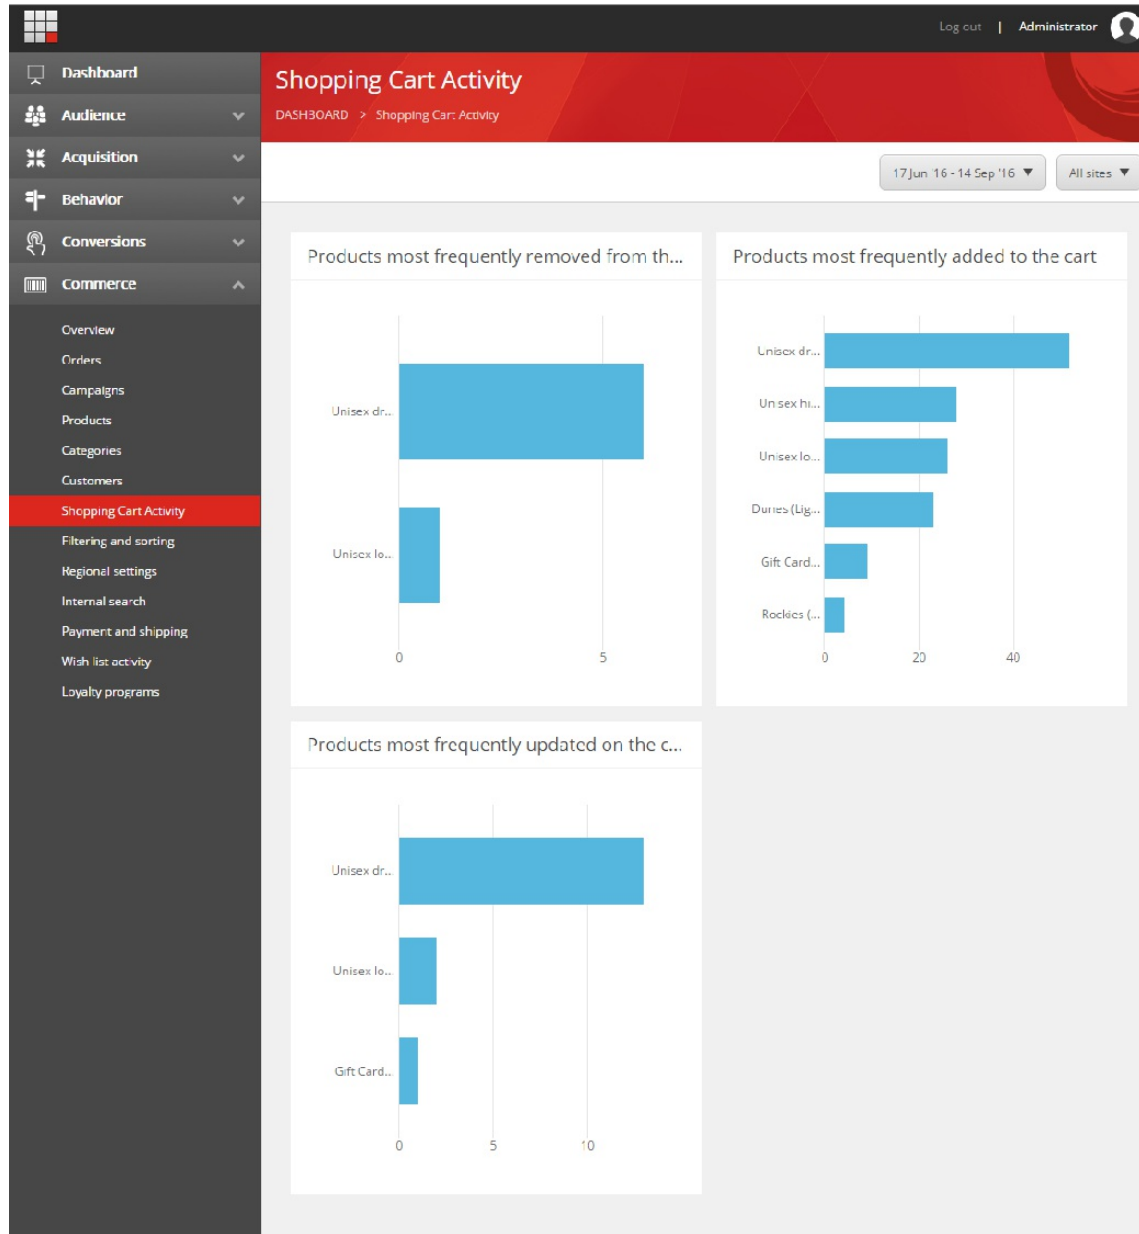 Log out | Administrator
Dashboard
Audience
Acquisition
Behavior
Conversions
Commerce
Overview
Orders
Campaigns
Products
Categories
Customers
Shopping Cart Activity
Filtering and sorting
Regional settings
Internal search
Payment and shipping
Wish list activity
Loyalty programs
Shopping Cart Activity
DASHBOARD > Shopping Cart Activity
17 Jun '16 - 14 Sep '16 ▼
All sites ▼
Products most frequently removed from th...
Unisex dr...
Unisex lo...
0 5
Products most frequently added to the cart
Unisex dr...
Unisex hi...
Unisex lo...
Dunes (Lig...
Gift Card...
Rockies (...
0 20 40
Products most frequently updated on the c...
Unisex dr...
Unisex lo...
Gift Card...
0 5 10